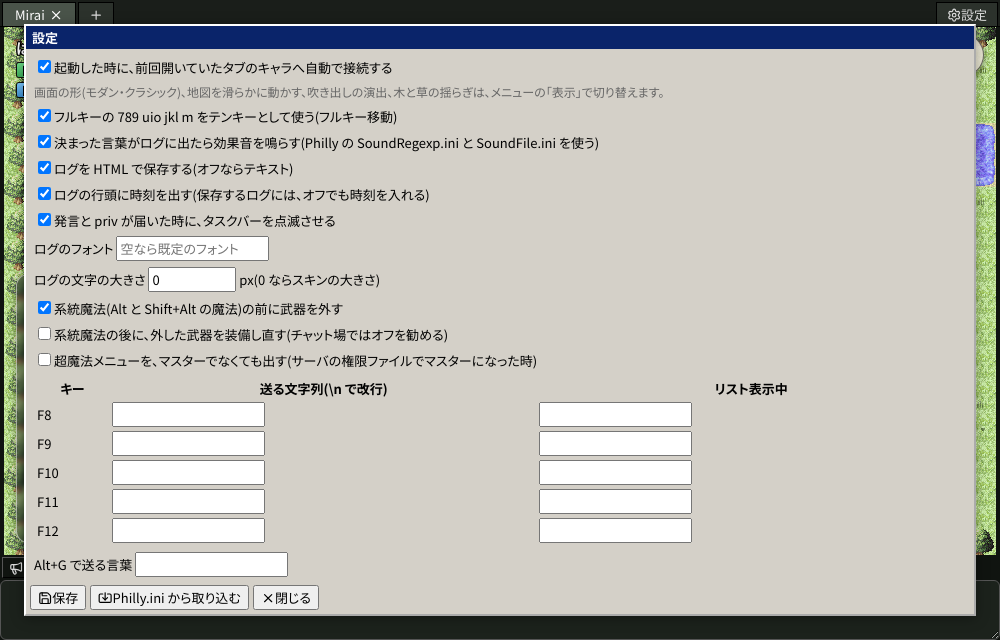 Mirai ✕ ＋ 設定
設定
起動した時に、前回開いていたタブのキャラへ自動で接続する
画面の形(モダン・クラシック)、地図を滑らかに動かす、吹き出しの演出、木と草の揺らぎは、メニューの「表示」で切り替えます。
フルキーの 789 uio jkl m をテンキーとして使う(フルキー移動)
決まった言葉がログに出たら効果音を鳴らす(Philly の SoundRegexp.ini と SoundFile.ini を使う)
ログを HTML で保存する(オフならテキスト)
ログの行頭に時刻を出す(保存するログには、オフでも時刻を入れる)
発言と priv が届いた時に、タスクバーを点滅させる
ログのフォント 空なら既定のフォント
ログの文字の大きさ 0 px(0 ならスキンの大きさ)
系統魔法(Alt と Shift+Alt の魔法)の前に武器を外す
系統魔法の後に、外した武器を装備し直す(チャット場ではオフを勧める)
超魔法メニューを、マスターでなくても出す(サーバの権限ファイルでマスターになった時)
キー 送る文字列(\n で改行) リスト表示中
F8
F9
F10
F11
F12
Alt+G で送る言葉
保存 Philly.ini から取り込む ✕閉じる